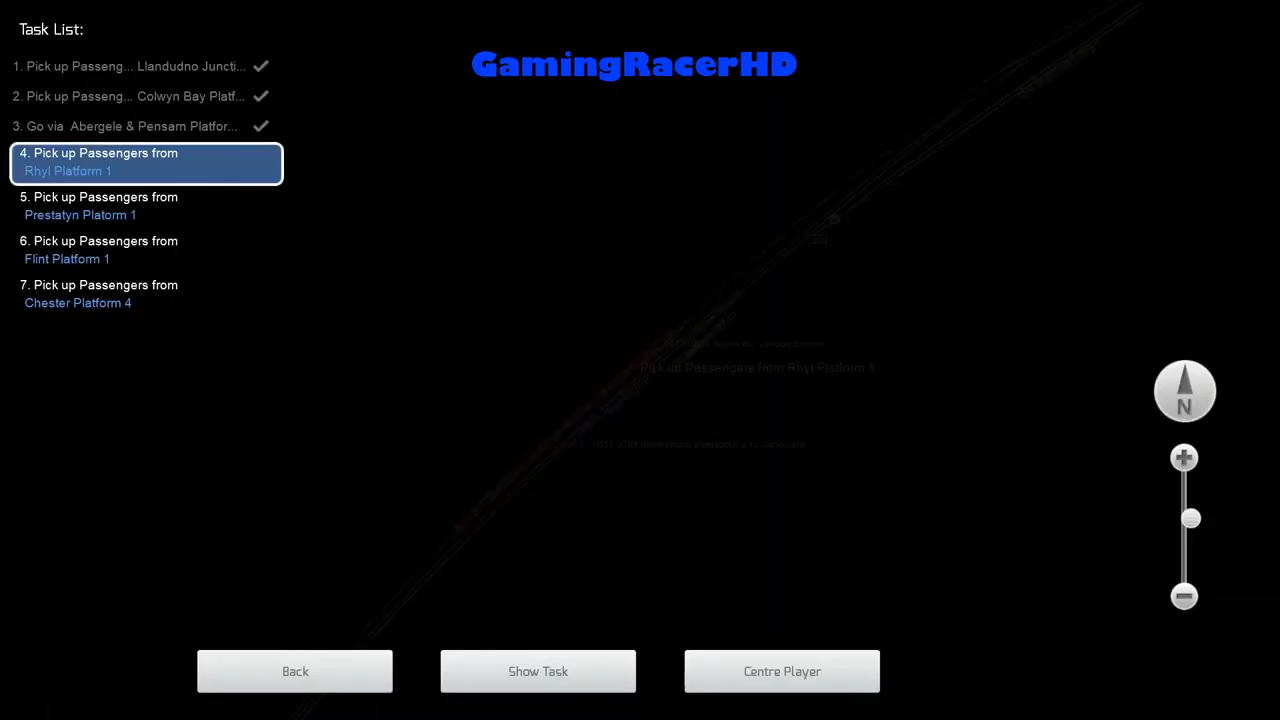 Task List:
GamingRacerHD
1. Pick up Passeng... Llandudno Juncti...
2. Pick up Passeng... Colwyn Bay Platf...
3. Go via  Abergele & Pensarn Platfor...
4. Pick up Passengers from
Rhyl Platform 1
5. Pick up Passengers from
Prestatyn Platorm 1
6. Pick up Passengers from
Flint Platform 1
7. Pick up Passengers from
Chester Platform 4
Pick up Passengers from Rhyl Platform 1
N
Back
Show Task
Centre Player